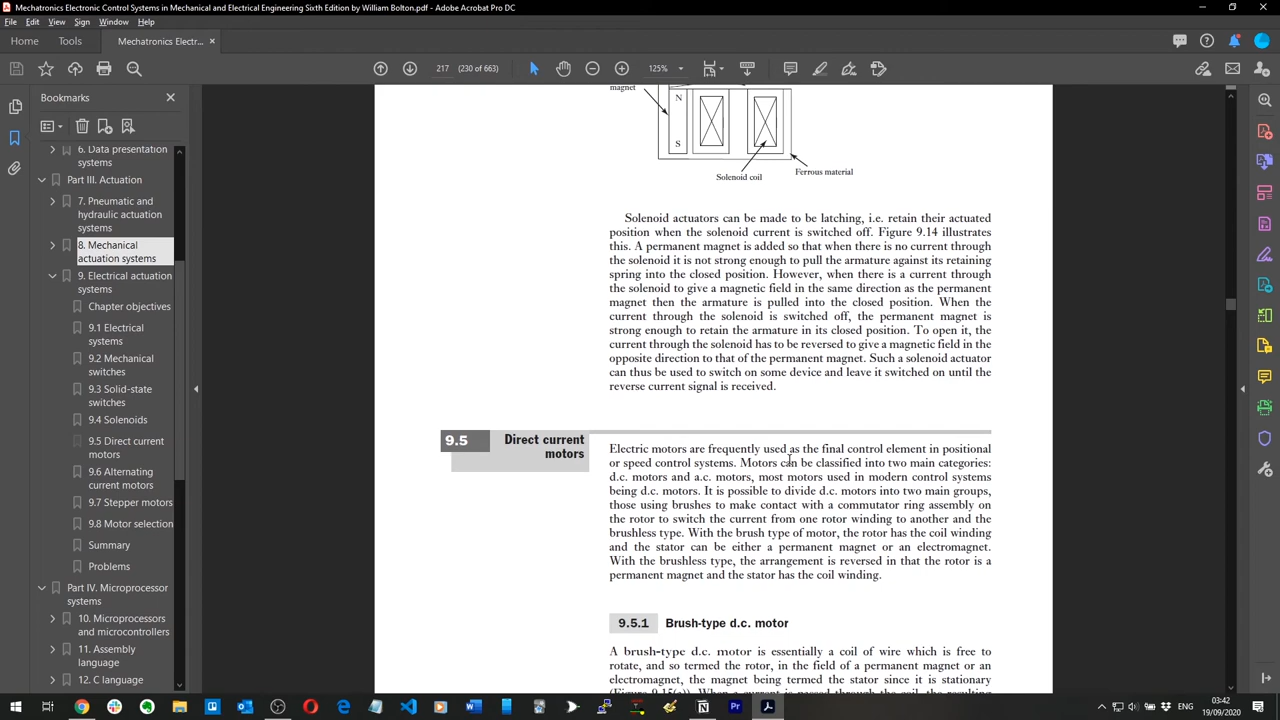 Mechatronics Electronic Control Systems in Mechanical and Electrical Engineering Sixth Edition by William Bolton.pdf - Adobe Acrobat Pro DC
File Edit View Sign Window Help
Home Tools Mechatronics Electr... ×
217 (230 of 663) 125%
Bookmarks
6. Data presentation
systems
Part III. Actuation
7. Pneumatic and
hydraulic actuation
systems
8. Mechanical
actuation systems
9. Electrical actuation
systems
Chapter objectives
9.1 Electrical
systems
9.2 Mechanical
switches
9.3 Solid-state
switches
9.4 Solenoids
9.5 Direct current
motors
9.6 Alternating
current motors
9.7 Stepper motors
9.8 Motor selection
Summary
Problems
Part IV. Microprocessor
systems
10. Microprocessors
and microcontrollers
11. Assembly
language
12. C language
magnet
N
S
Solenoid coil
Ferrous material
Solenoid actuators can be made to be latching, i.e. retain their actuated
position when the solenoid current is switched off. Figure 9.14 illustrates
this. A permanent magnet is added so that when there is no current through
the solenoid it is not strong enough to pull the armature against its retaining
spring into the closed position. However, when there is a current through
the solenoid to give a magnetic field in the same direction as the permanent
magnet then the armature is pulled into the closed position. When the
current through the solenoid is switched off, the permanent magnet is
strong enough to retain the armature in its closed position. To open it, the
current through the solenoid has to be reversed to give a magnetic field in the
opposite direction to that of the permanent magnet. Such a solenoid actuator
can thus be used to switch on some device and leave it switched on until the
reverse current signal is received.
9.5 Direct current
motors
Electric motors are frequently used as the final control element in positional
or speed control systems. Motors can be classified into two main categories:
d.c. motors and a.c. motors, most motors used in modern control systems
being d.c. motors. It is possible to divide d.c. motors into two main groups,
those using brushes to make contact with a commutator ring assembly on
the rotor to switch the current from one rotor winding to another and the
brushless type. With the brush type of motor, the rotor has the coil winding
and the stator can be either a permanent magnet or an electromagnet.
With the brushless type, the arrangement is reversed in that the rotor is a
permanent magnet and the stator has the coil winding.
9.5.1 Brush-type d.c. motor
A brush-type d.c. motor is essentially a coil of wire which is free to
rotate, and so termed the rotor, in the field of a permanent magnet or an
electromagnet, the magnet being termed the stator since it is stationary
(Figure 9.15(a)). When a current is passed through the coil, the resulting
ENG
03:42
19/09/2020